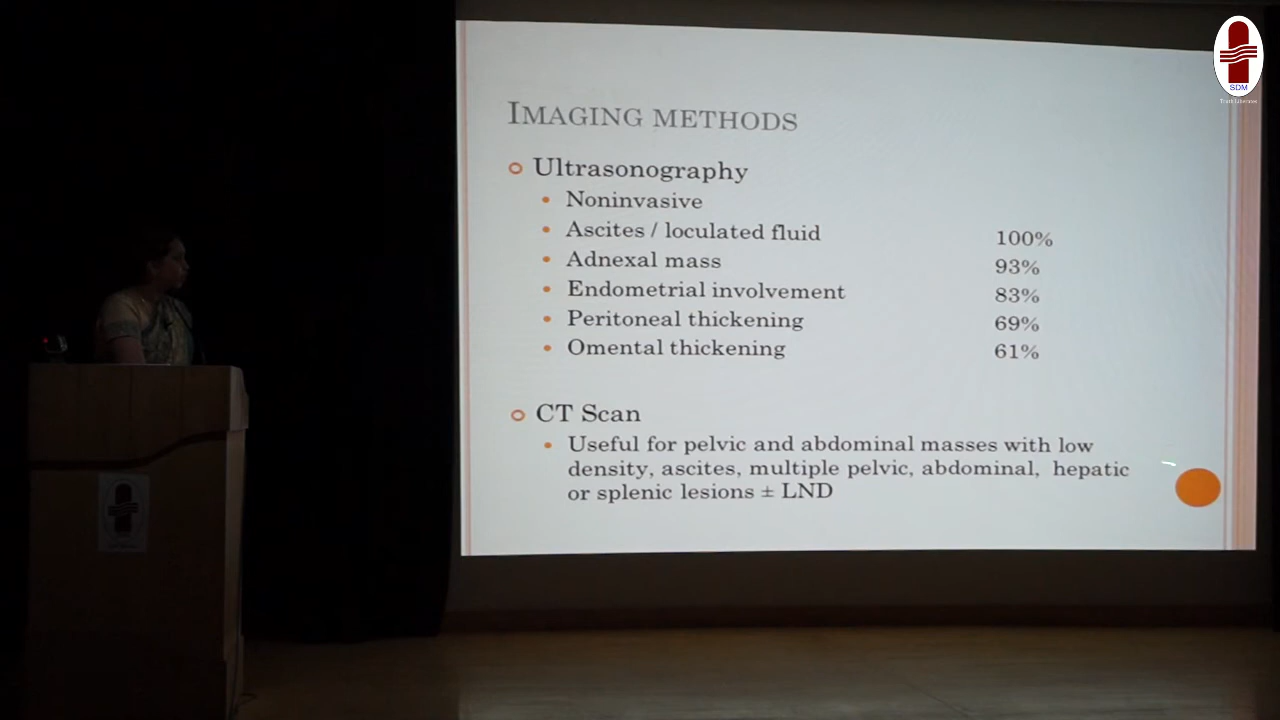 SDM
Truth Liberates
IMAGING METHODS
Ultrasonography
Noninvasive
Ascites / loculated fluid 100%
Adnexal mass 93%
Endometrial involvement 83%
Peritoneal thickening 69%
Omental thickening 61%
CT Scan
Useful for pelvic and abdominal masses with low
density, ascites, multiple pelvic, abdominal, hepatic
or splenic lesions ± LND